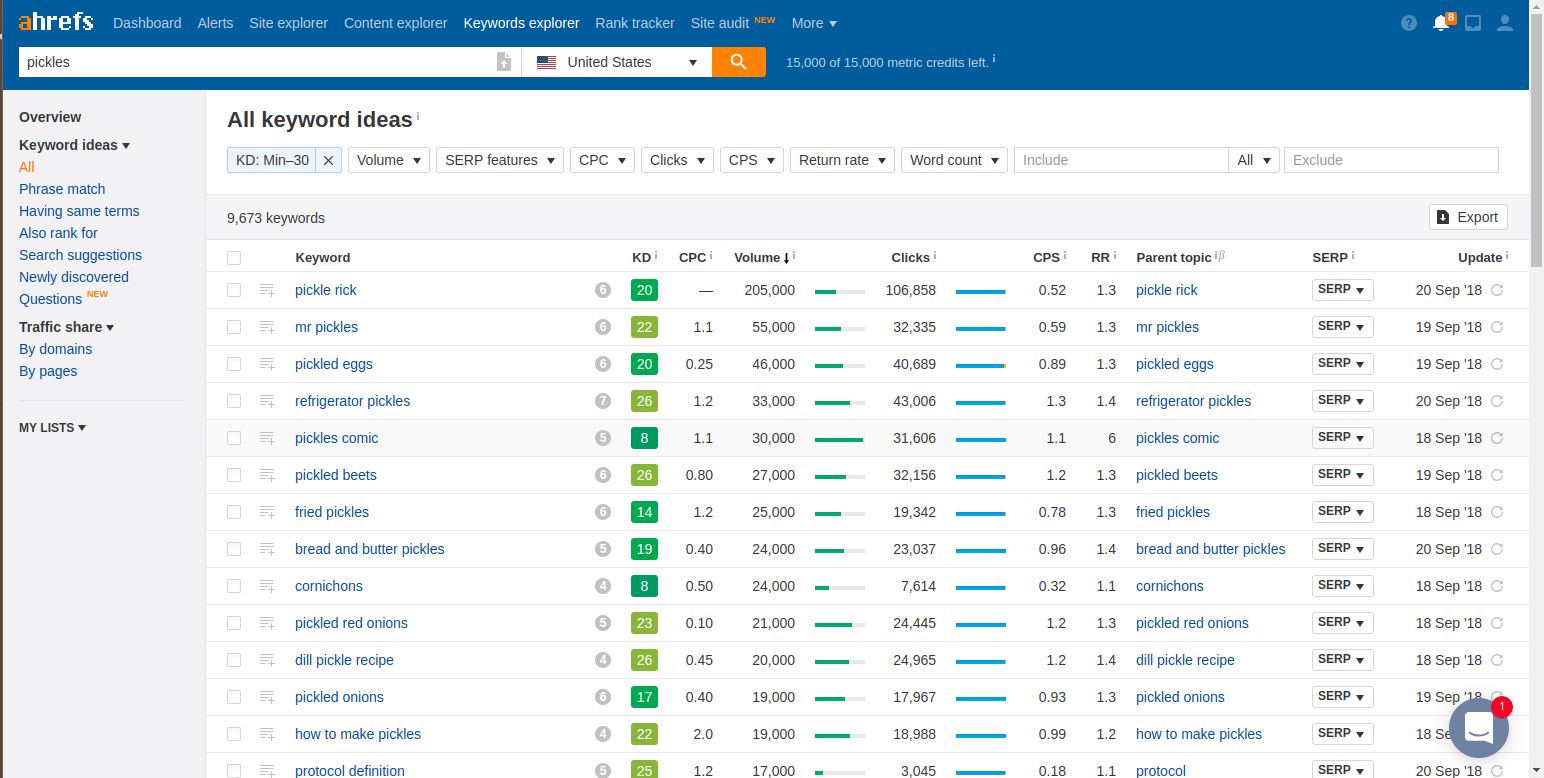 ahrefs Dashboard Alerts Site explorer Content explorer Keywords explorer Rank tracker Site audit NEW More ? 8
pickles United States 15,000 of 15,000 metric credits left. i
Overview
Keyword ideas
All
Phrase match
Having same terms
Also rank for
Search suggestions
Newly discovered
Questions NEW
Traffic share
By domains
By pages
MY LISTS
All keyword ideas i
KD: Min–30 Volume SERP features CPC Clicks CPS Return rate Word count Include All Exclude
9,673 keywords Export
Keyword KD i CPC i Volume i Clicks i CPS i RR i Parent topic i β SERP i Update i
pickle rick 6 20 — 205,000 106,858 0.52 1.3 pickle rick SERP 20 Sep '18
mr pickles 6 22 1.1 55,000 32,335 0.59 1.3 mr pickles SERP 19 Sep '18
pickled eggs 6 20 0.25 46,000 40,689 0.89 1.3 pickled eggs SERP 19 Sep '18
refrigerator pickles 7 26 1.2 33,000 43,006 1.3 1.4 refrigerator pickles SERP 20 Sep '18
pickles comic 5 8 1.1 30,000 31,606 1.1 6 pickles comic SERP 18 Sep '18
pickled beets 6 26 0.80 27,000 32,156 1.2 1.3 pickled beets SERP 19 Sep '18
fried pickles 6 14 1.2 25,000 19,342 0.78 1.3 fried pickles SERP 18 Sep '18
bread and butter pickles 5 19 0.40 24,000 23,037 0.96 1.4 bread and butter pickles SERP 20 Sep '18
cornichons 4 8 0.50 24,000 7,614 0.32 1.1 cornichons SERP 18 Sep '18
pickled red onions 5 23 0.10 21,000 24,445 1.2 1.3 pickled red onions SERP 18 Sep '18
dill pickle recipe 4 26 0.45 20,000 24,965 1.2 1.4 dill pickle recipe SERP 18 Sep '18
pickled onions 6 17 0.40 19,000 17,967 0.93 1.3 pickled onions SERP 19 Sep '18
how to make pickles 4 22 2.0 19,000 18,988 0.99 1.2 how to make pickles SERP 18 Se 1
protocol definition 5 25 1.2 17,000 3,045 0.18 1.1 protocol SERP 20 Sep '18